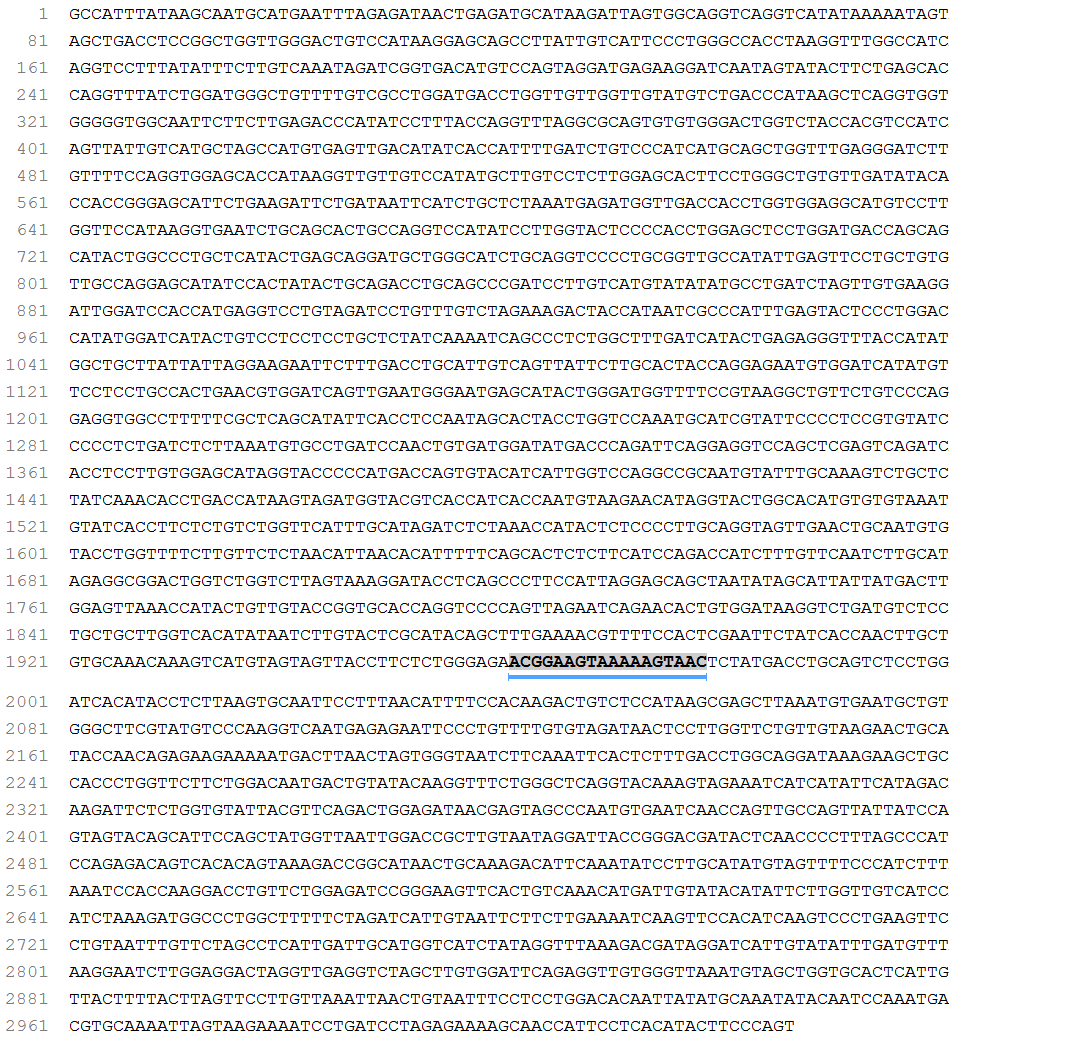 1 GCCATTTATAAGCAATGCATGAATTTAGAGATAACTGAGATGCATAAGATTAGTGGCAGGTCAGGTCATATAAAAATAGT
81 AGCTGACCTCCGGCTGGTTGGGACTGTCCATAAGGAGCAGCCTTATTGTCATTCCCTGGGCCACCTAAGGTTTGGCCATC
161 AGGTCCTTTATATTTCTTGTCAAATAGATCGGTGACATGTCCAGTAGGATGAGAAGGATCAATAGTATACTTCTGAGCAC
241 CAGGTTTATCTGGATGGGCTGTTTTGTCGCCTGGATGACCTGGTTGTTGGTTGTATGTCTGACCCATAAGCTCAGGTGGT
321 GGGGGTGGCAATTCTTCTTGAGACCCATATCCTTTACCAGGTTTAGGCGCAGTGTGTGGGACTGGTCTACCACGTCCATC
401 AGTTATTGTCATGCTAGCCATGTGAGTTGACATATCACCATTTTGATCTGTCCCATCATGCAGCTGGTTTGAGGGATCTT
481 GTTTTCCAGGTGGAGCACCATAAGGTTGTTGTCCATATGCTTGTCCTCTTGGAGCACTTCCTGGGCTGTGTTGATATACA
561 CCACCGGGAGCATTCTGAAGATTCTGATAATTCATCTGCTCTAAATGAGATGGTTGACCACCTGGTGGAGGCATGTCCTT
641 GGTTCCATAAGGTGAATCTGCAGCACTGCCAGGTCCATATCCTTGGTACTCCCCACCTGGAGCTCCTGGATGACCAGCAG
721 CATACTGGCCCTGCTCATACTGAGCAGGATGCTGGGCATCTGCAGGTCCCCTGCGGTTGCCATATTGAGTTCCTGCTGTG
801 TTGCCAGGAGCATATCCACTATACTGCAGACCTGCAGCCCGATCCTTGTCATGTATATATGCCTGATCTAGTTGTGAAGG
881 ATTGGATCCACCATGAGGTCCTGTAGATCCTGTTTGTCTAGAAAGACTACCATAATCGCCCATTTGAGTACTCCCTGGAC
961 CATATGGATCATACTGTCCTCCTCCTGCTCTATCAAAATCAGCCCTCTGGCTTTGATCATACTGAGAGGGTTTACCATAT
1041 GGCTGCTTATTATTAGGAAGAATTCTTTGACCTGCATTGTCAGTTATTCTTGCACTACCAGGAGAATGTGGATCATATGT
1121 TCCTCCTGCCACTGAACGTGGATCAGTTGAATGGGAATGAGCATACTGGGATGGTTTTCCGTAAGGCTGTTCTGTCCCAG
1201 GAGGTGGCCTTTTTCGCTCAGCATATTCACCTCCAATAGCACTACCTGGTCCAAATGCATCGTATTCCCCTCCGTGTATC
1281 CCCCTCTGATCTCTTAAATGTGCCTGATCCAACTGTGATGGATATGACCCAGATTCAGGAGGTCCAGCTCGAGTCAGATC
1361 ACCTCCTTGTGGAGCATAGGTACCCCCATGACCAGTGTACATCATTGGTCCAGGCCGCAATGTATTTGCAAAGTCTGCTC
1441 TATCAAACACCTGACCATAAGTAGATGGTACGTCACCATCACCAATGTAAGAACATAGGTACTGGCACATGTGTGTAAAT
1521 GTATCACCTTCTCTGTCTGGTTCATTTGCATAGATCTCTAAACCATACTCTCCCCTTGCAGGTAGTTGAACTGCAATGTG
1601 TACCTGGTTTTCTTGTTCTCTAACATTAACACATTTTTCAGCACTCTCTTCATCCAGACCATCTTTGTTCAATCTTGCAT
1681 AGAGGCGGACTGGTCTGGTCTTAGTAAAGGATACCTCAGCCCTTCCATTAGGAGCAGCTAATATAGCATTATTATGACTT
1761 GGAGTTAAACCATACTGTTGTACCGGTGCACCAGGTCCCCAGTTAGAATCAGAACACTGTGGATAAGGTCTGATGTCTCC
1841 TGCTGCTTGGTCACATATAATCTTGTACTCGCATACAGCTTTGAAAACGTTTTCCACTCGAATTCTATCACCAACTTGCT
1921 GTGCAAACAAAGTCATGTAGTAGTTACCTTCTCTGGGAGAACGGAAGTAAAAAGTAACTCTATGACCTGCAGTCTCCTGG
2001 ATCACATACCTCTTAAGTGCAATTCCTTTAACATTTTCCACAAGACTGTCTCCATAAGCGAGCTTAAATGTGAATGCTGT
2081 GGGCTTCGTATGTCCCAAGGTCAATGAGAGAATTCCCTGTTTTGTGTAGATAACTCCTTGGTTCTGTTGTAAGAACTGCA
2161 TACCAACAGAGAAGAAAAATGACTTAACTAGTGGGTAATCTTCAAATTCACTCTTTGACCTGGCAGGATAAAGAAGCTGC
2241 CACCCTGGTTCTTCTGGACAATGACTGTATACAAGGTTTCTGGGCTCAGGTACAAAGTAGAAATCATCATATTCATAGAC
2321 AAGATTCTCTGGTGTATTACGTTCAGACTGGAGATAACGAGTAGCCCAATGTGAATCAACCAGTTGCCAGTTATTATCCA
2401 GTAGTACAGCATTCCAGCTATGGTTAATTGGACCGCTTGTAATAGGATTACCGGGACGATACTCAACCCCTTTAGCCCAT
2481 CCAGAGACAGTCACACAGTAAAGACCGGCATAACTGCAAAGACATTCAAATATCCTTGCATATGTAGTTTTCCCATCTTT
2561 AAATCCACCAAGGACCTGTTCTGGAGATCCGGGAAGTTCACTGTCAAACATGATTGTATACATATTCTTGGTTGTCATCC
2641 ATCTAAAGATGGCCCTGGCTTTTTCTAGATCATTGTAATTCTTCTTGAAAATCAAGTTCCACATCAAGTCCCTGAAGTTC
2721 CTGTAATTTGTTCTAGCCTCATTGATTGCATGGTCATCTATAGGTTTAAAGACGATAGGATCATTGTATATTTGATGTTT
2801 AAGGAATCTTGGAGGACTAGGTTGAGGTCTAGCTTGTGGATTCAGAGGTTGTGGGTTAAATGTAGCTGGTGCACTCATTG
2881 TTACTTTTACTTAGTTCCTTGTTAAATTAACTGTAATTTCCTCCTGGACACAATTATATGCAAATATACAATCCAAATGA
2961 CGTGCAAAATTAGTAAGAAAATCCTGATCCTAGAGAAAAGCAACCATTCCTCACATACTTCCCAGT